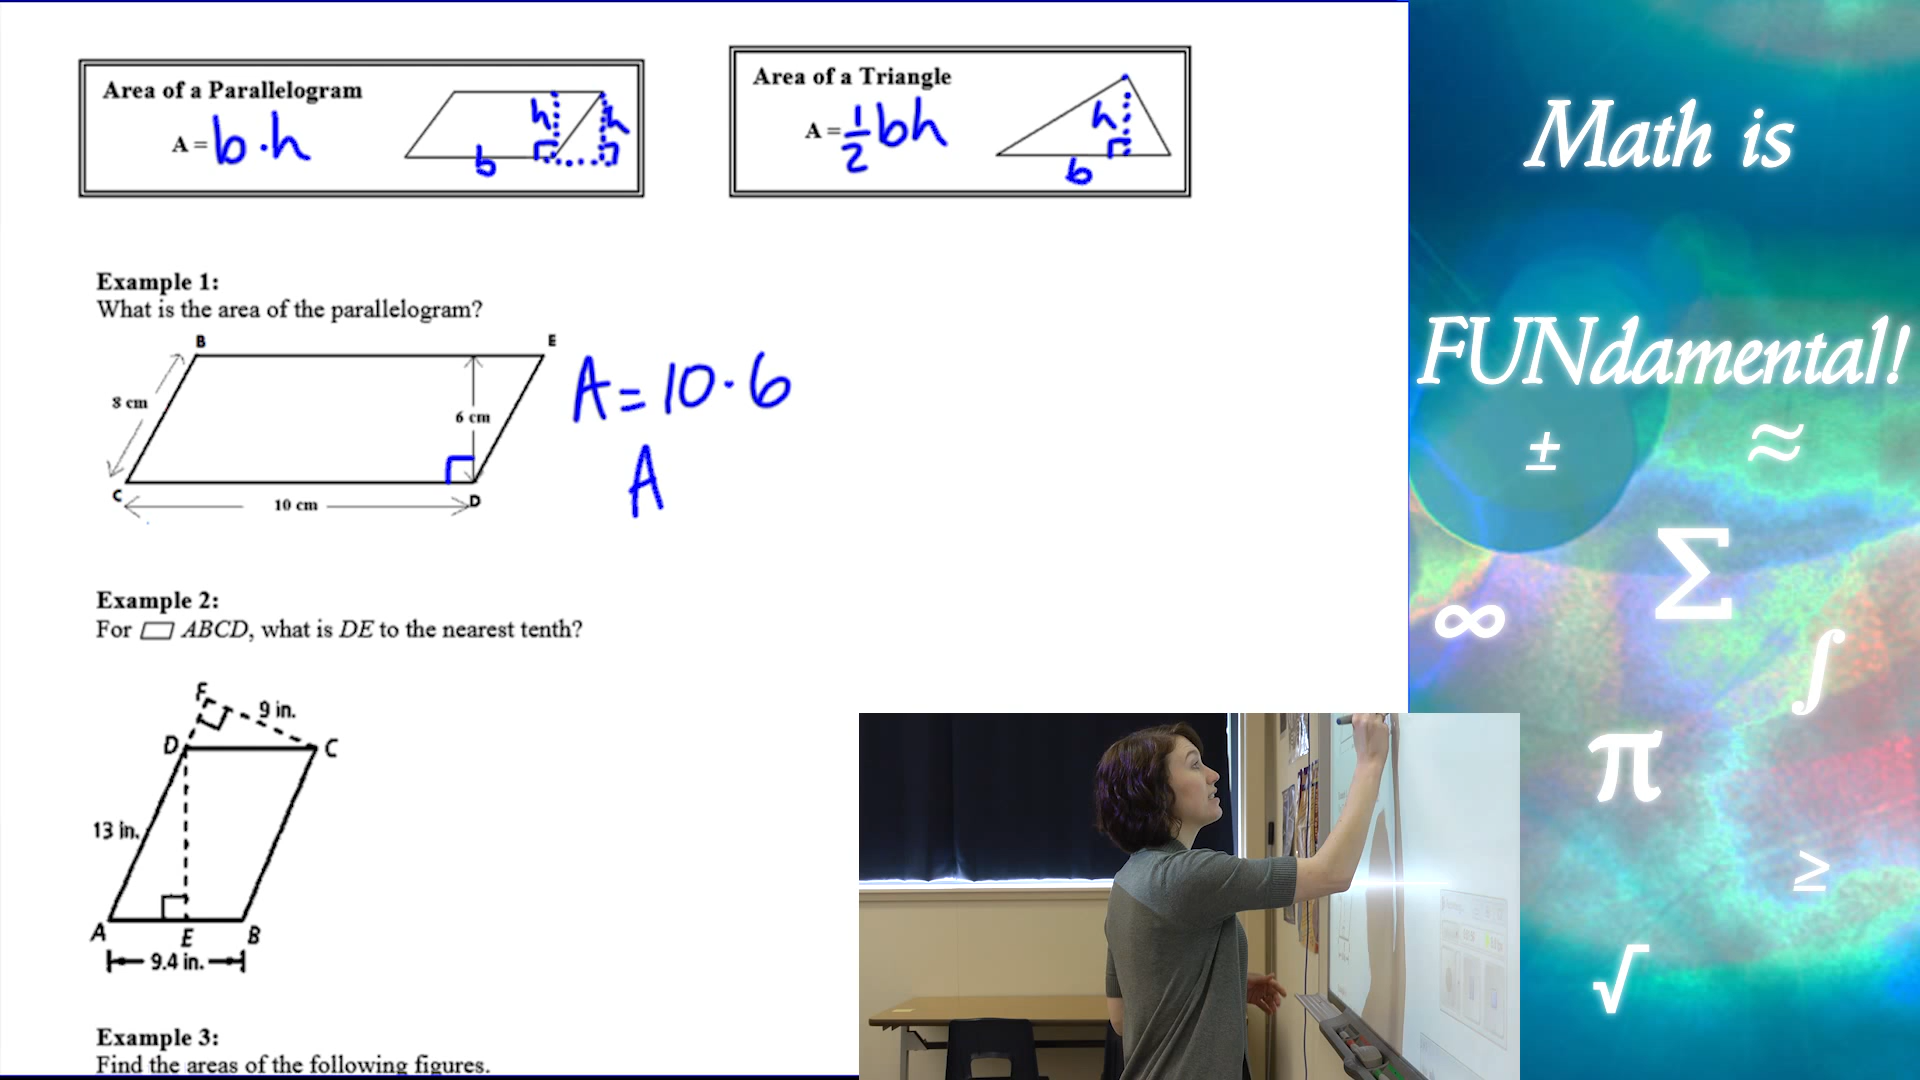 Area of a Parallelogram
A = b · h
h
h
b
Area of a Triangle
A = 1/2 bh
h
b
Example 1:
What is the area of the parallelogram?
B
E
8 cm
6 cm
C
D
10 cm
A = 10 · 6
A
Example 2:
For ▱ ABCD, what is DE to the nearest tenth?
F
9 in.
D
C
13 in.
A
E
B
9.4 in.
Example 3:
Find the areas of the following figures.
Math is
FUNdamental!
±
≈
Σ
∞
∫
π
≥
√